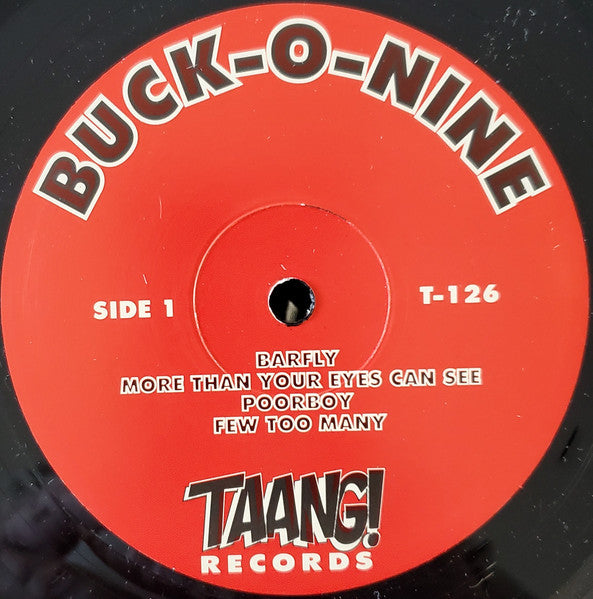 BUCK-O-NINE
SIDE 1
T-126
BARFLY
MORE THAN YOUR EYES CAN SEE
POORBOY
FEW TOO MANY
TAANG!
RECORDS